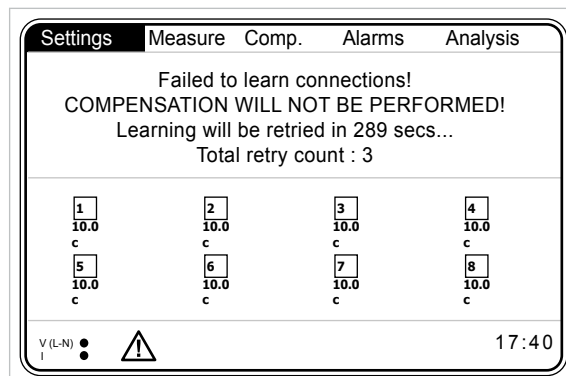 Settings Measure Comp. Alarms Analysis
Failed to learn connections!
COMPENSATION WILL NOT BE PERFORMED!
Learning will be retried in 289 secs...
Total retry count : 3
1 2 3 4
10.0 10.0 10.0 10.0
c c c c
5 6 7 8
10.0 10.0 10.0 10.0
c c c c
V (L-N)
I
17:40